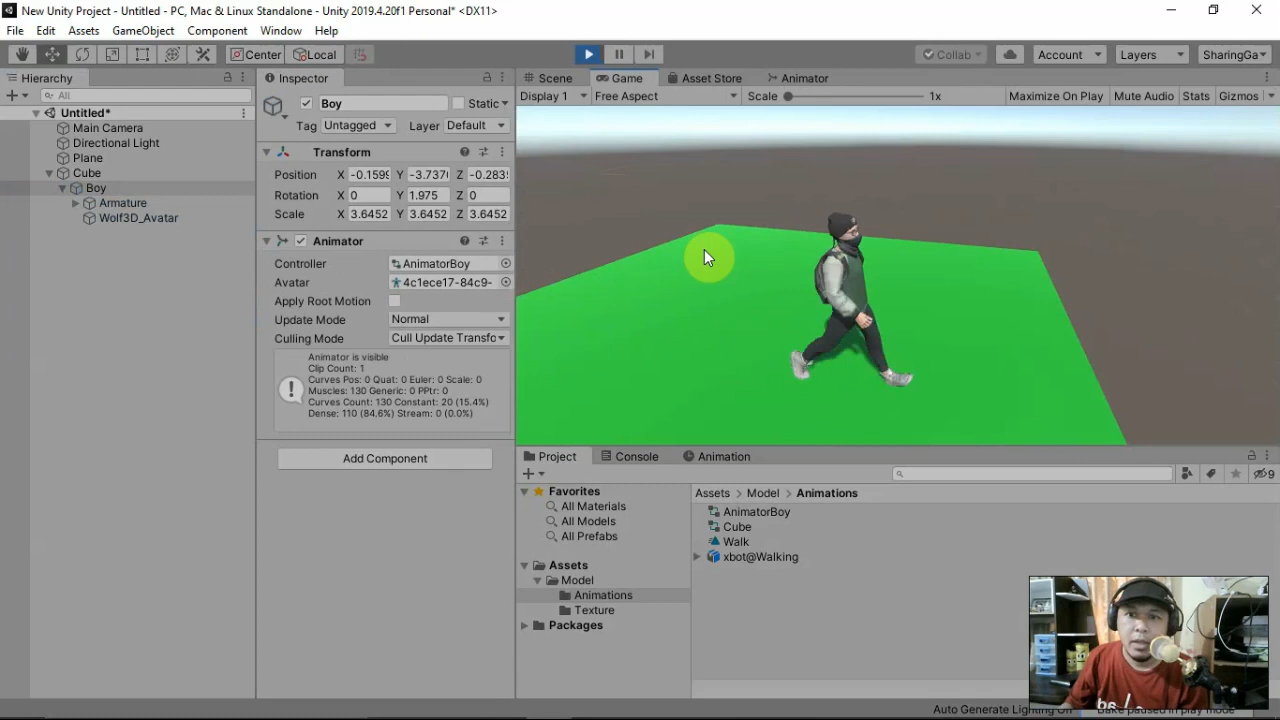 New Unity Project - Untitled - PC, Mac & Linux Standalone - Unity 2019.4.20f1 Personal* <DX11>
File Edit Assets GameObject Component Window Help
Center Local Collab Account Layers SharingGa
Hierarchy Inspector Scene Game Asset Store Animator
All
Display 1 Free Aspect Scale 1x Maximize On Play Mute Audio Stats Gizmos
Untitled*
Main Camera
Directional Light
Plane
Cube
Boy
Armature
Wolf3D_Avatar
Boy Static
Tag Untagged Layer Default
Transform
Position X -0.1599 Y -3.7370 Z -0.283
Rotation X 0 Y 1.975 Z 0
Scale X 3.6452 Y 3.6452 Z 3.6452
Animator
Controller AnimatorBoy
Avatar 4c1ece17-84c9-
Apply Root Motion
Update Mode Normal
Culling Mode Cull Update Transfo
Animator is visible
Clip Count: 1
Curves Pos: 0 Quat: 0 Euler: 0 Scale: 0
Muscles: 130 Generic: 0 PPtr: 0
Curves Count: 130 Constant: 20 (15.4%)
Dense: 110 (84.6%) Stream: 0 (0.0%)
Add Component
Project Console Animation
9
Favorites
All Materials
All Models
All Prefabs
Assets
Model
Animations
Texture
Packages
Assets > Model > Animations
AnimatorBoy
Cube
Walk
xbot@Walking
Auto Generate Lighting On Bake paused in play mode